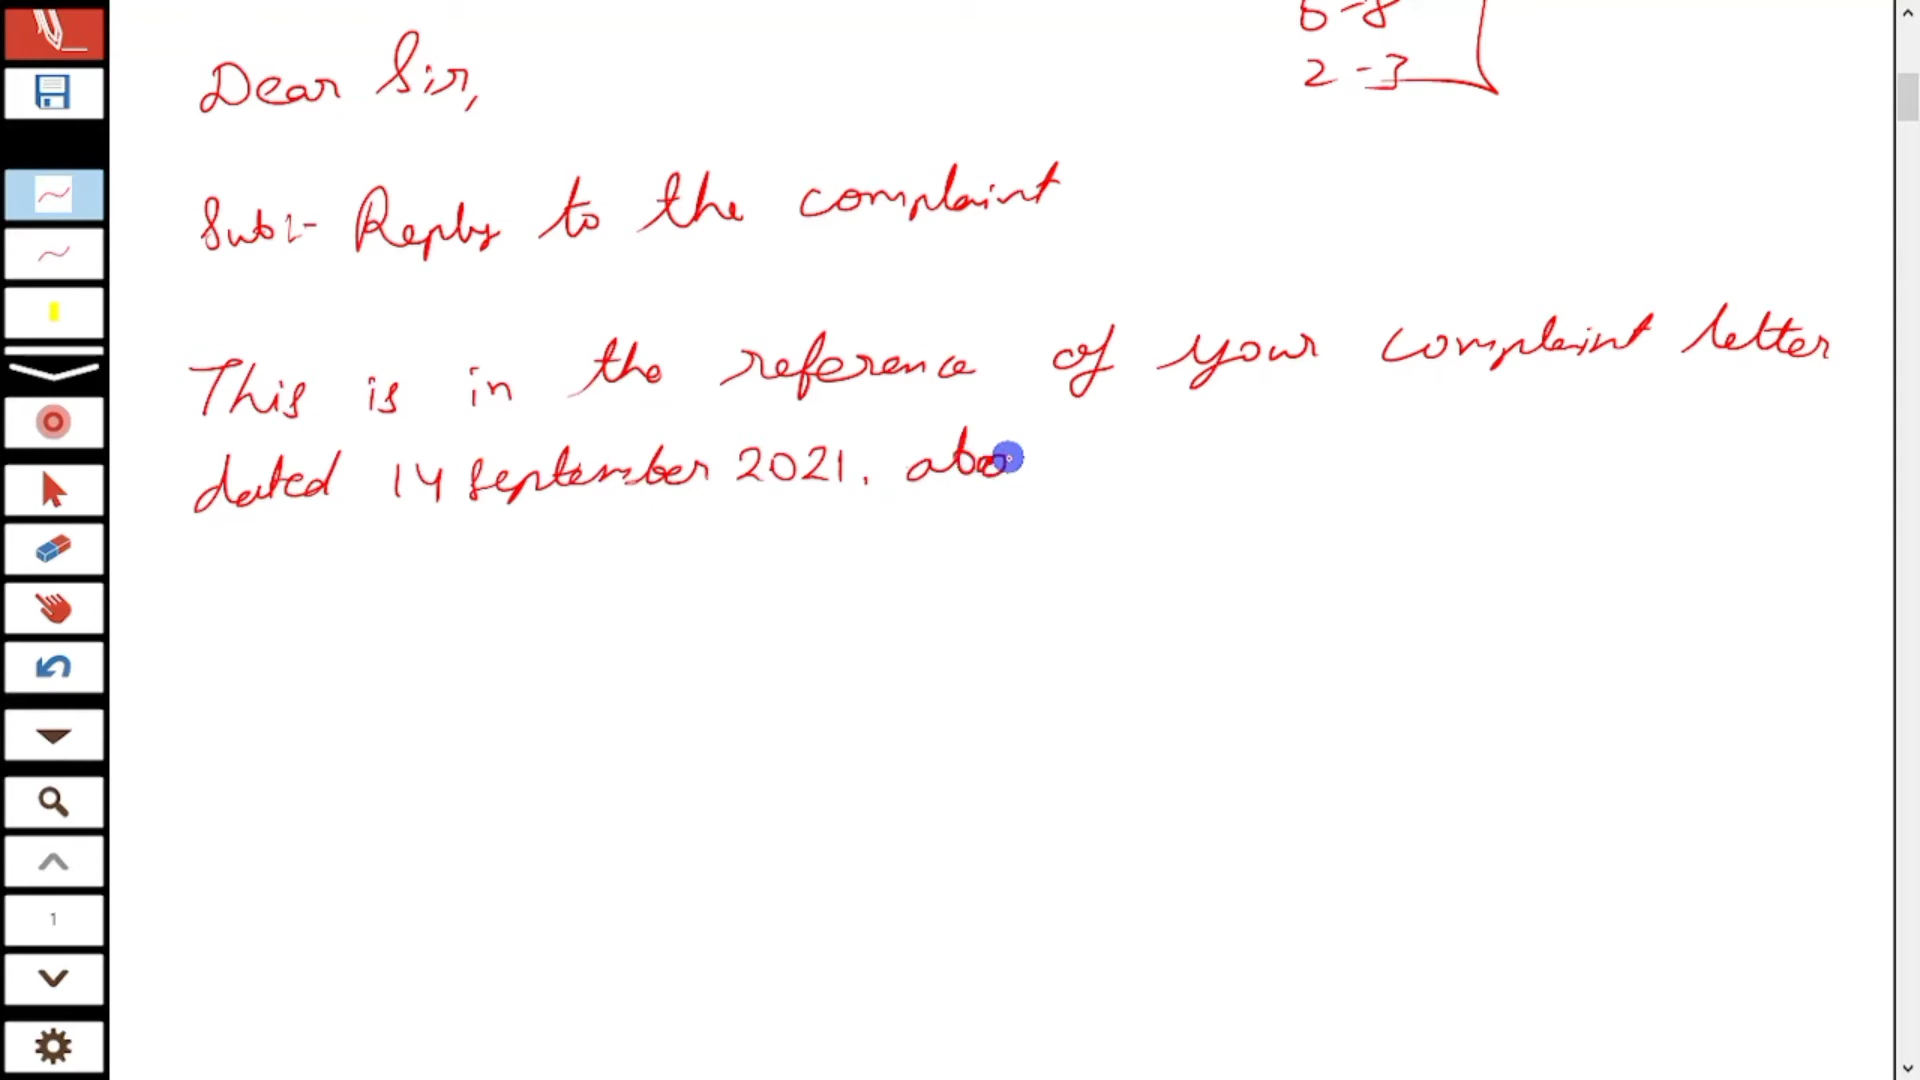 6-8
2-3
Dear Sir,
Sub:- Reply to the complaint
This is in the reference of your complaint letter
dated 14 September 2021. abo
1